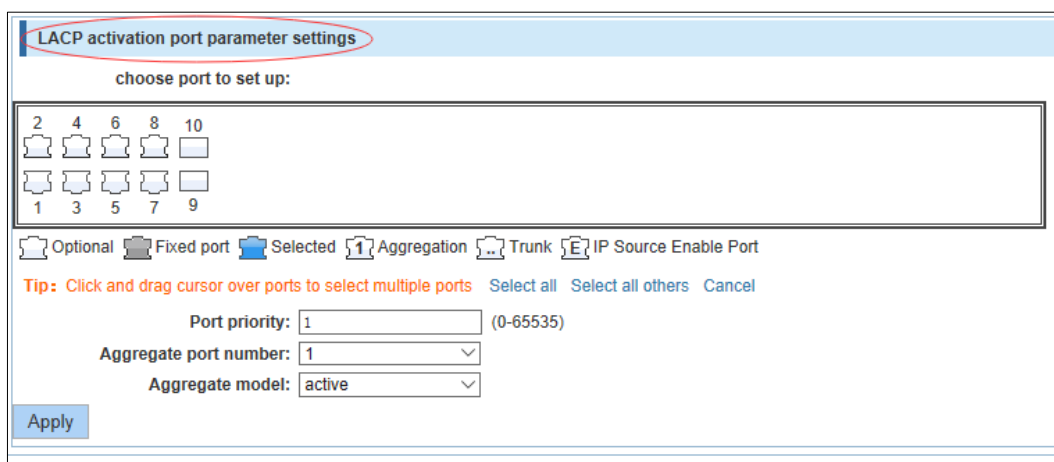 LACP activation port parameter settings
choose port to set up:
2 4 6 8 10
1 3 5 7 9
Optional Fixed port Selected 1 Aggregation .. Trunk E IP Source Enable Port
Tip: Click and drag cursor over ports to select multiple ports Select all Select all others Cancel
Port priority: 1 (0-65535)
Aggregate port number: 1
Aggregate model: active
Apply